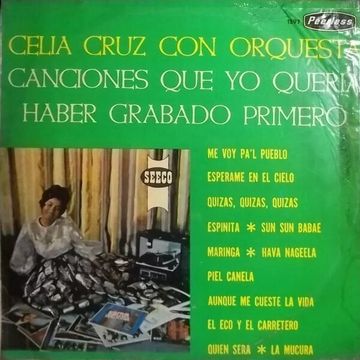 1597
Peerless
CELIA CRUZ CON ORQUESTA
CANCIONES QUE YO QUERIA
HABER GRABADO PRIMERO
SEECO
ME VOY PA'L PUEBLO
ESPERAME EN EL CIELO
QUIZAS, QUIZAS, QUIZAS
ESPINITA * SUN SUN BABAE
MARINGA * HAVA NAGEELA
PIEL CANELA
AUNQUE ME CUESTE LA VIDA
EL ECO Y EL CARRETERO
QUIEN SERA * LA MUCURA